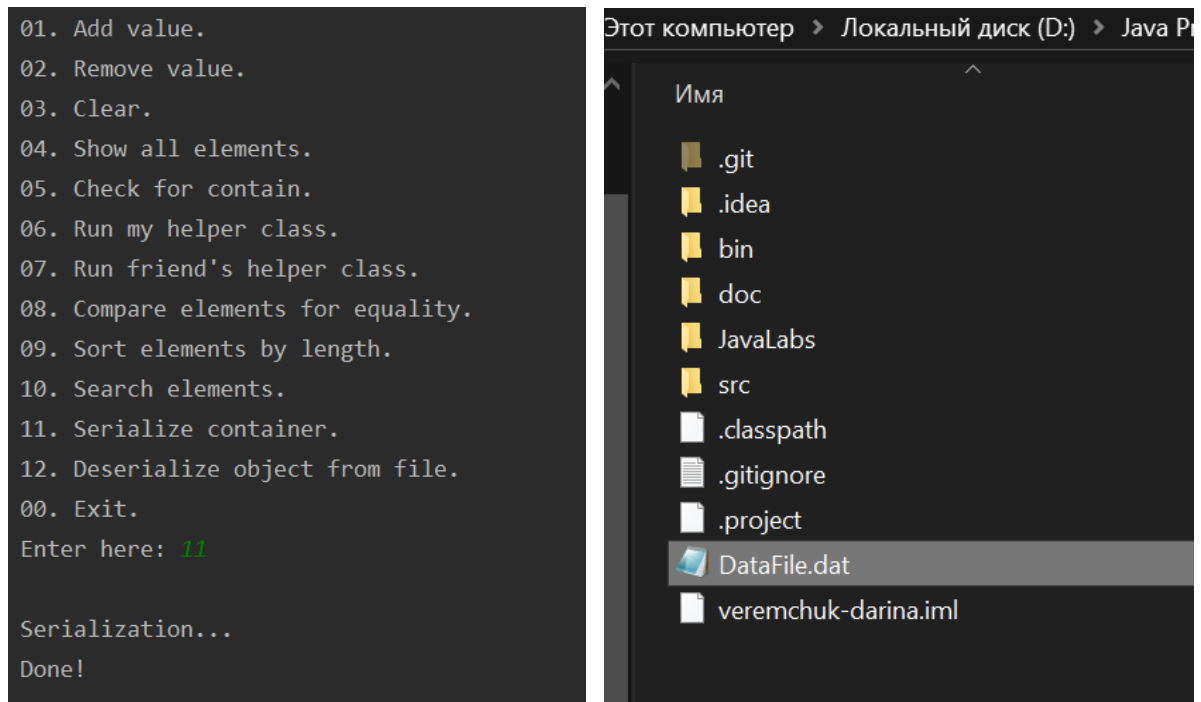 01. Add value.
02. Remove value.
03. Clear.
04. Show all elements.
05. Check for contain.
06. Run my helper class.
07. Run friend's helper class.
08. Compare elements for equality.
09. Sort elements by length.
10. Search elements.
11. Serialize container.
12. Deserialize object from file.
00. Exit.
Enter here: 11
Serialization...
Done!
Этот компьютер > Локальный диск (D:) > Java
Имя
.git
.idea
bin
doc
JavaLabs
src
.classpath
.gitignore
.project
DataFile.dat
veremchuk-darina.iml